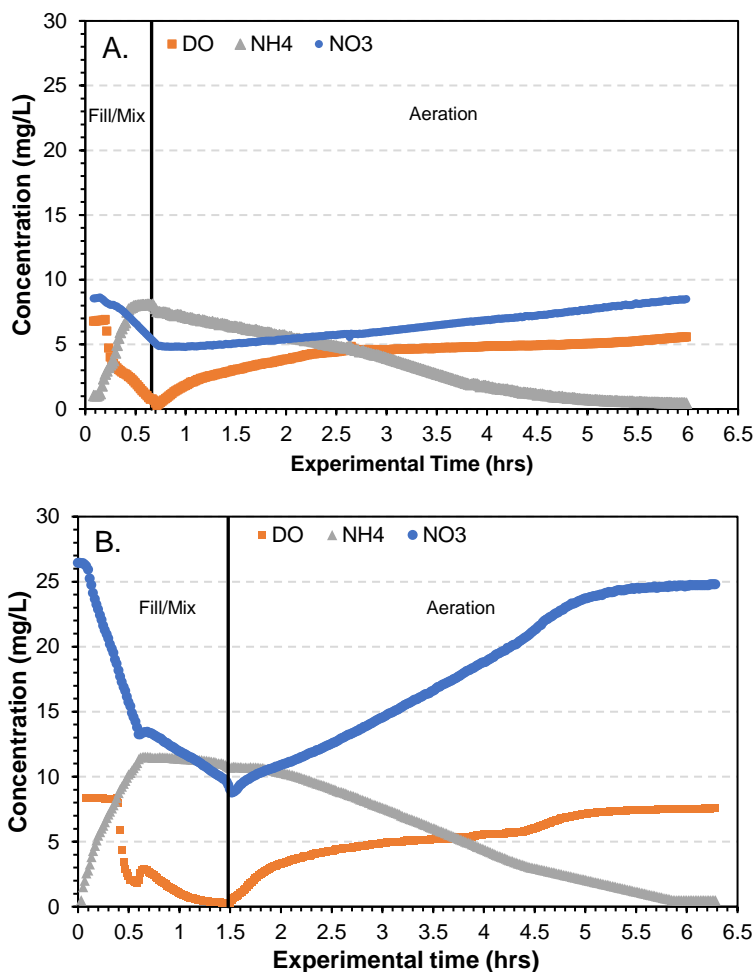 A.
DO NH4 NO3
Fill/Mix
Aeration
Concentration (mg/L)
30
25
20
15
10
5
0
0 0.5 1 1.5 2 2.5 3 3.5 4 4.5 5 5.5 6 6.5
Experimental Time (hrs)
B.
DO NH4 NO3
Fill/Mix
Aeration
Concentration (mg/L)
30
25
20
15
10
5
0
0 0.5 1 1.5 2 2.5 3 3.5 4 4.5 5 5.5 6 6.5
Experimental time (hrs)